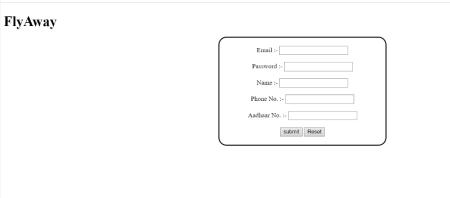 FlyAway
Email :-
Password :-
Name :-
Phone No. :-
Aadhaar No. :-
submit Reset